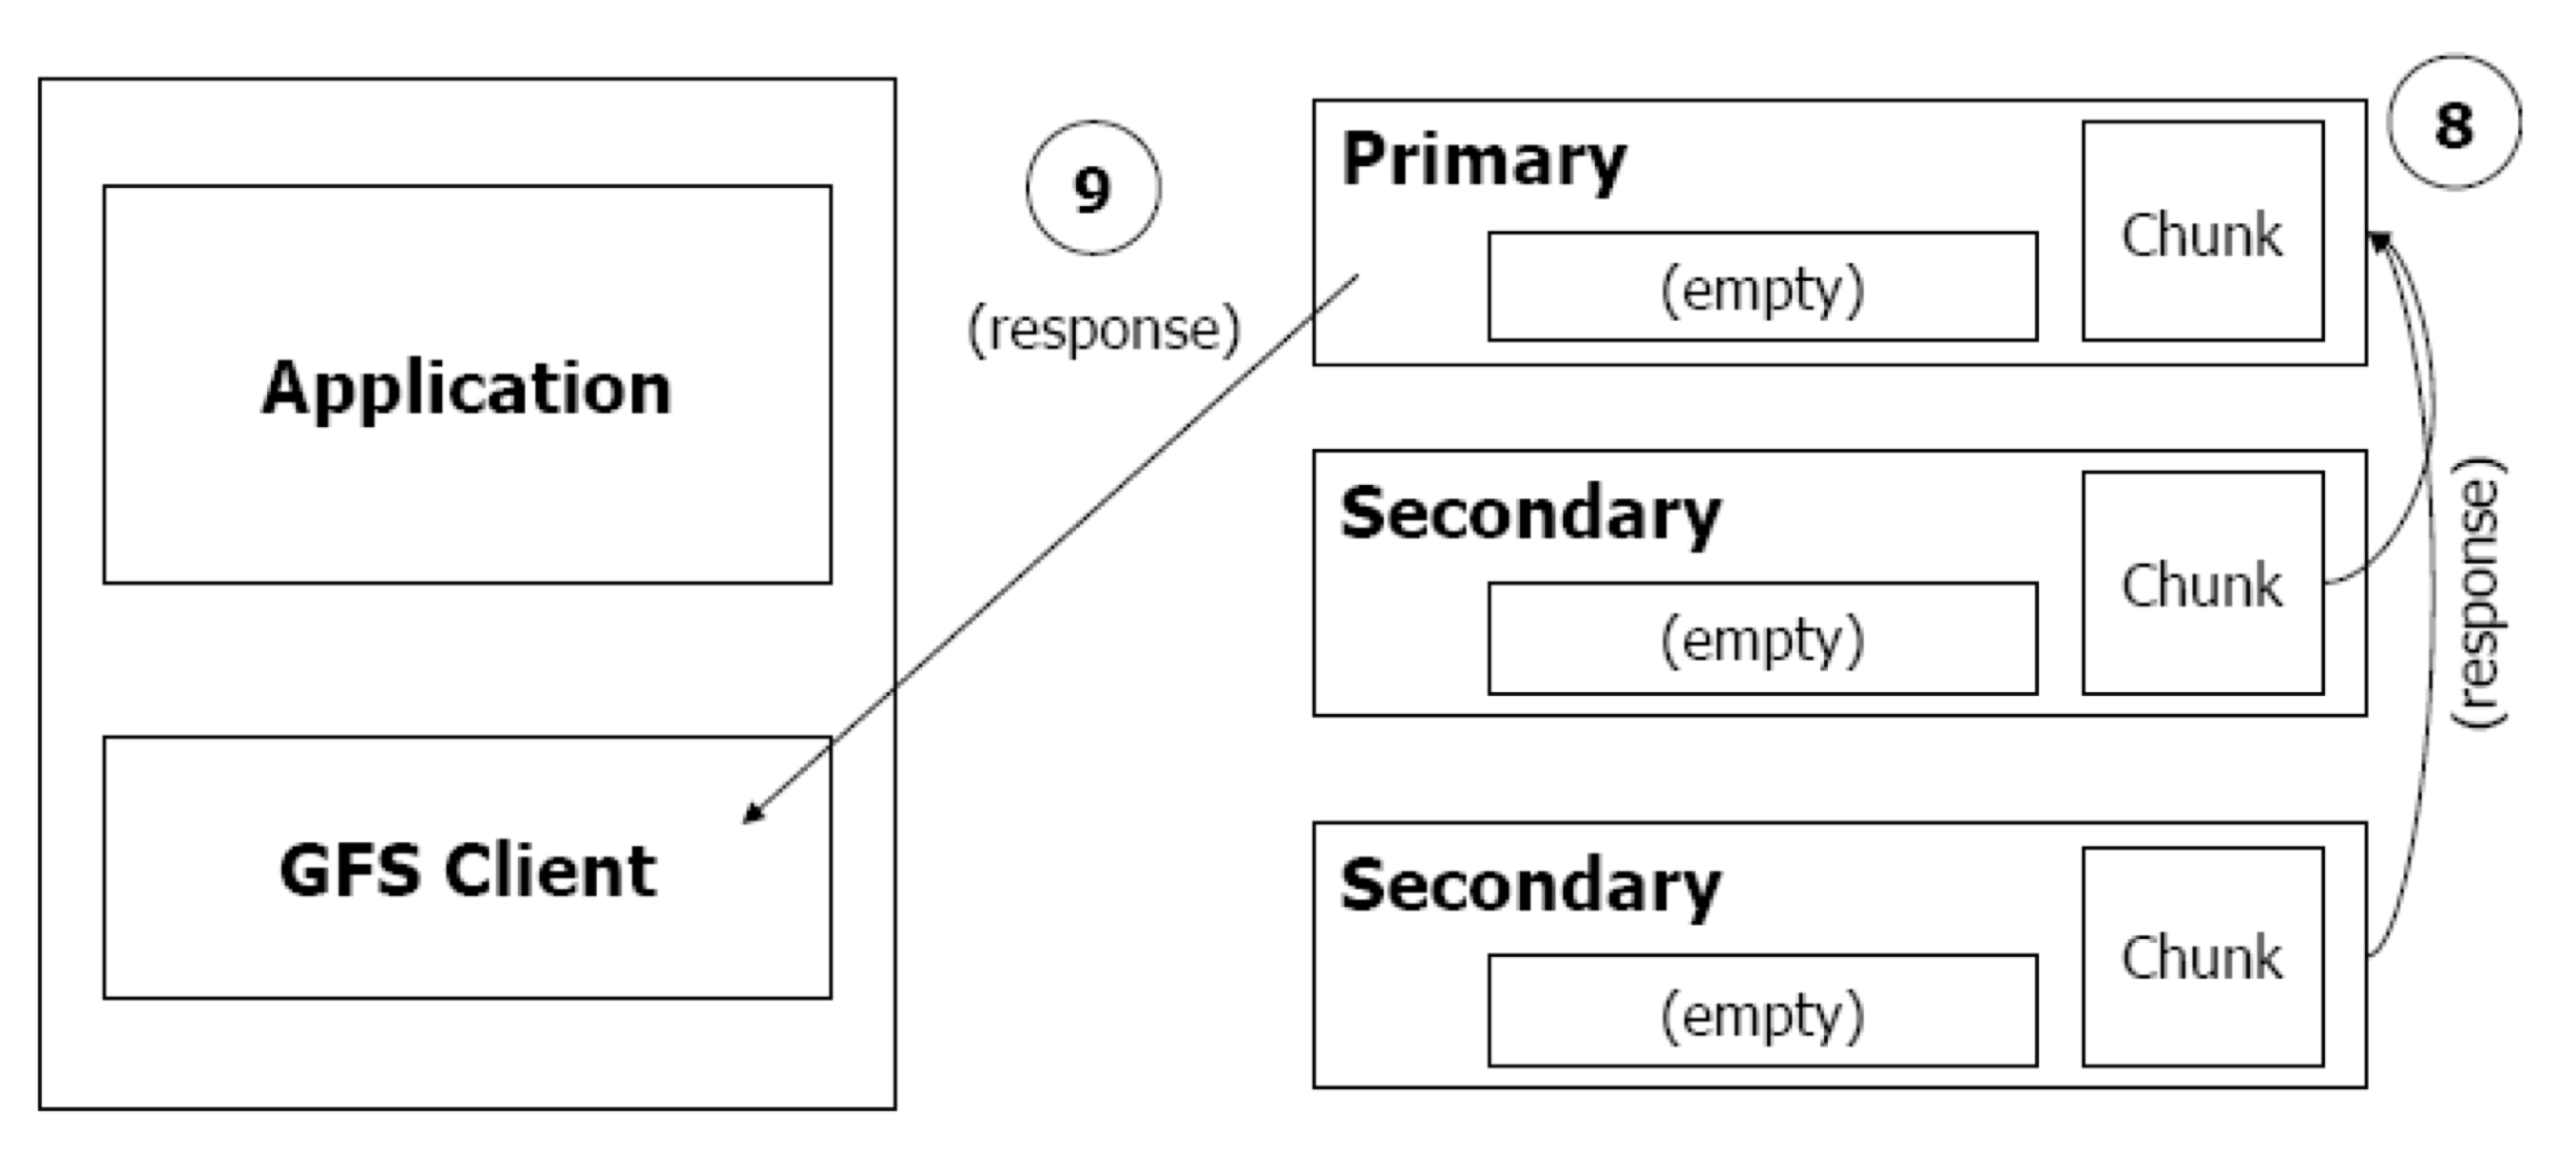 Application
GFS Client
9
(response)
Primary
(empty)
Chunk
8
Secondary
(empty)
Chunk
(response)
Secondary
(empty)
Chunk